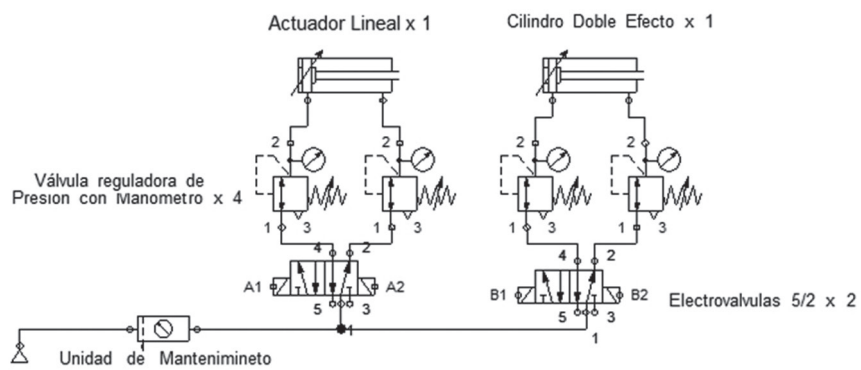 Actuador Lineal x 1
Cilindro Doble Efecto x 1
2
2
2
2
Válvula reguladora de
Presion con Manometro x 4
1
3
1
3
1
3
1
3
4
2
4
2
A1
A2
B1
B2
5
3
5
3
Electrovalvulas 5/2 x 2
1
1
Unidad de Mantenimineto